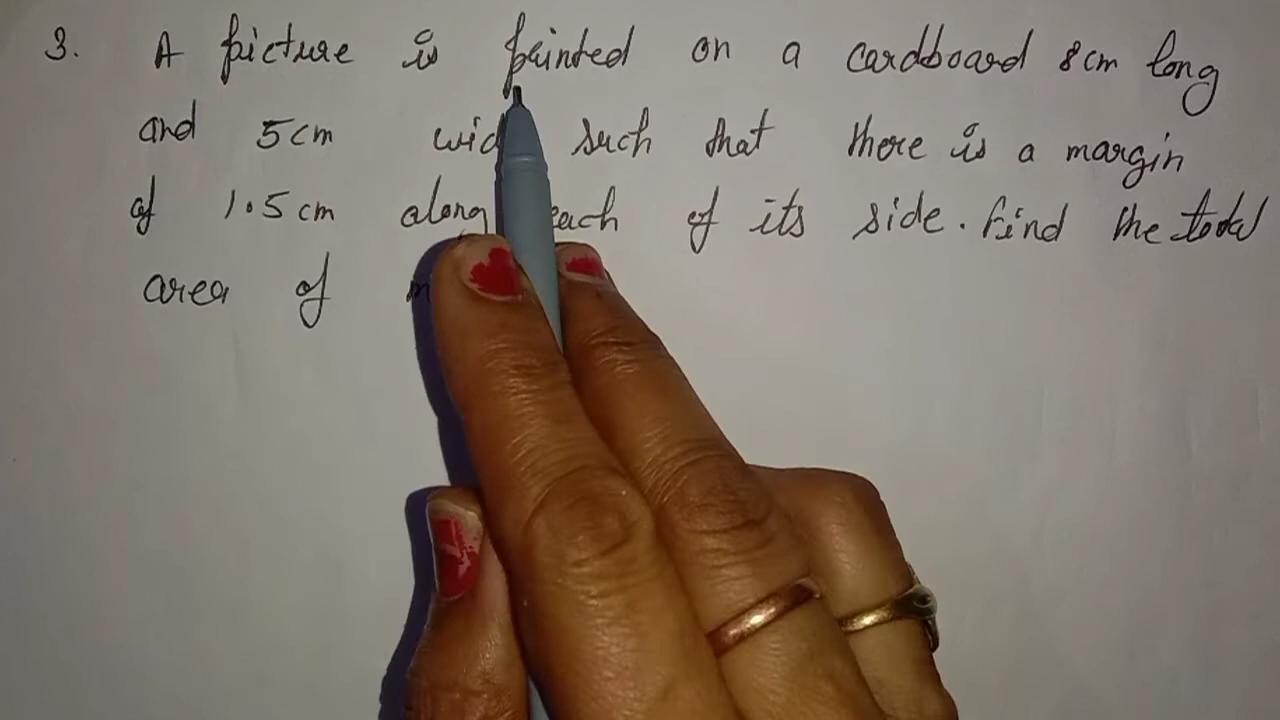 3. A picture is painted on a cardboard 8cm long
and 5cm such that there is a margin
of 1.5cm along each of its side. Find the total
area of